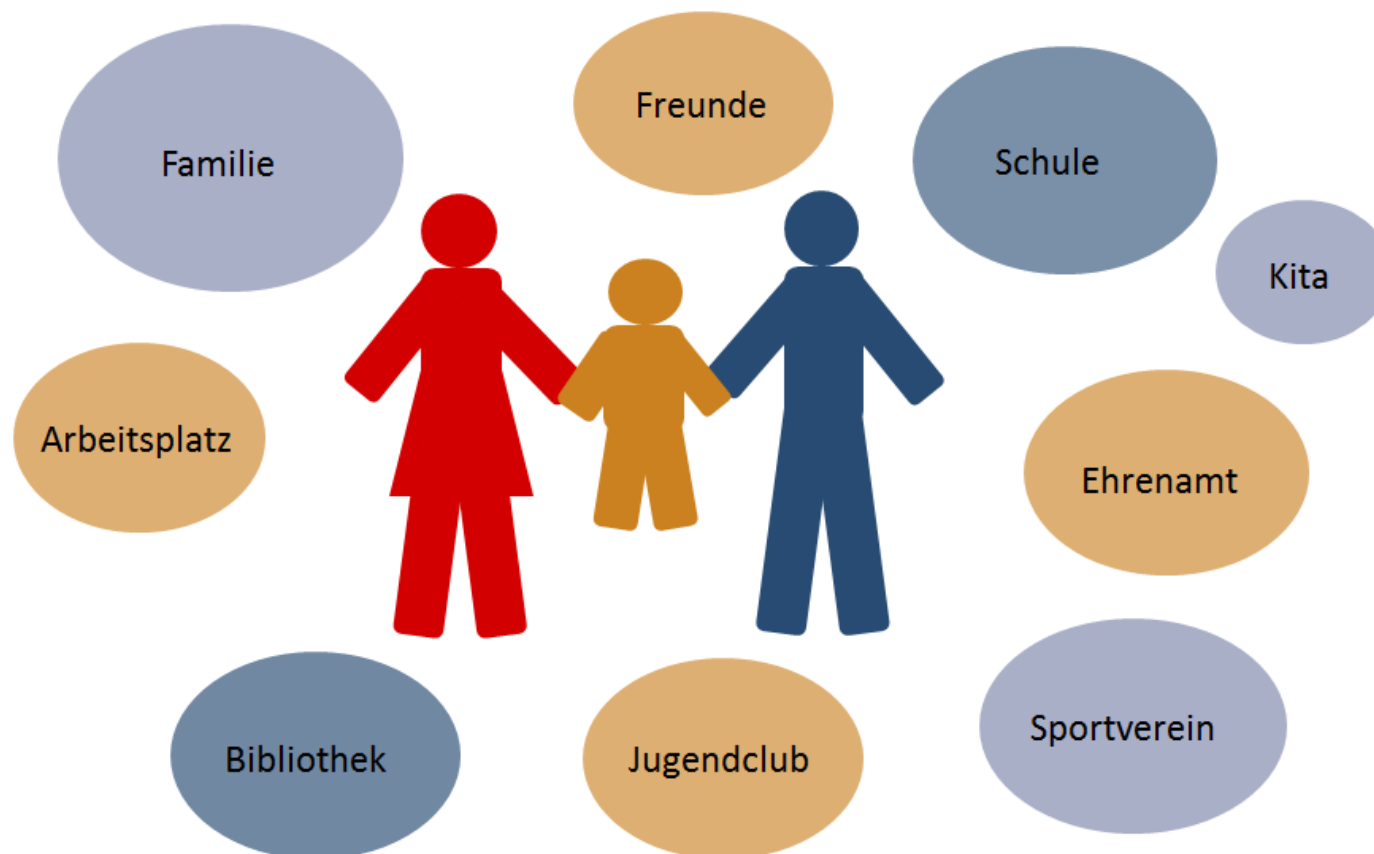 Freunde
Familie
Schule
Kita
Arbeitsplatz
Ehrenamt
Sportverein
Bibliothek
Jugendclub